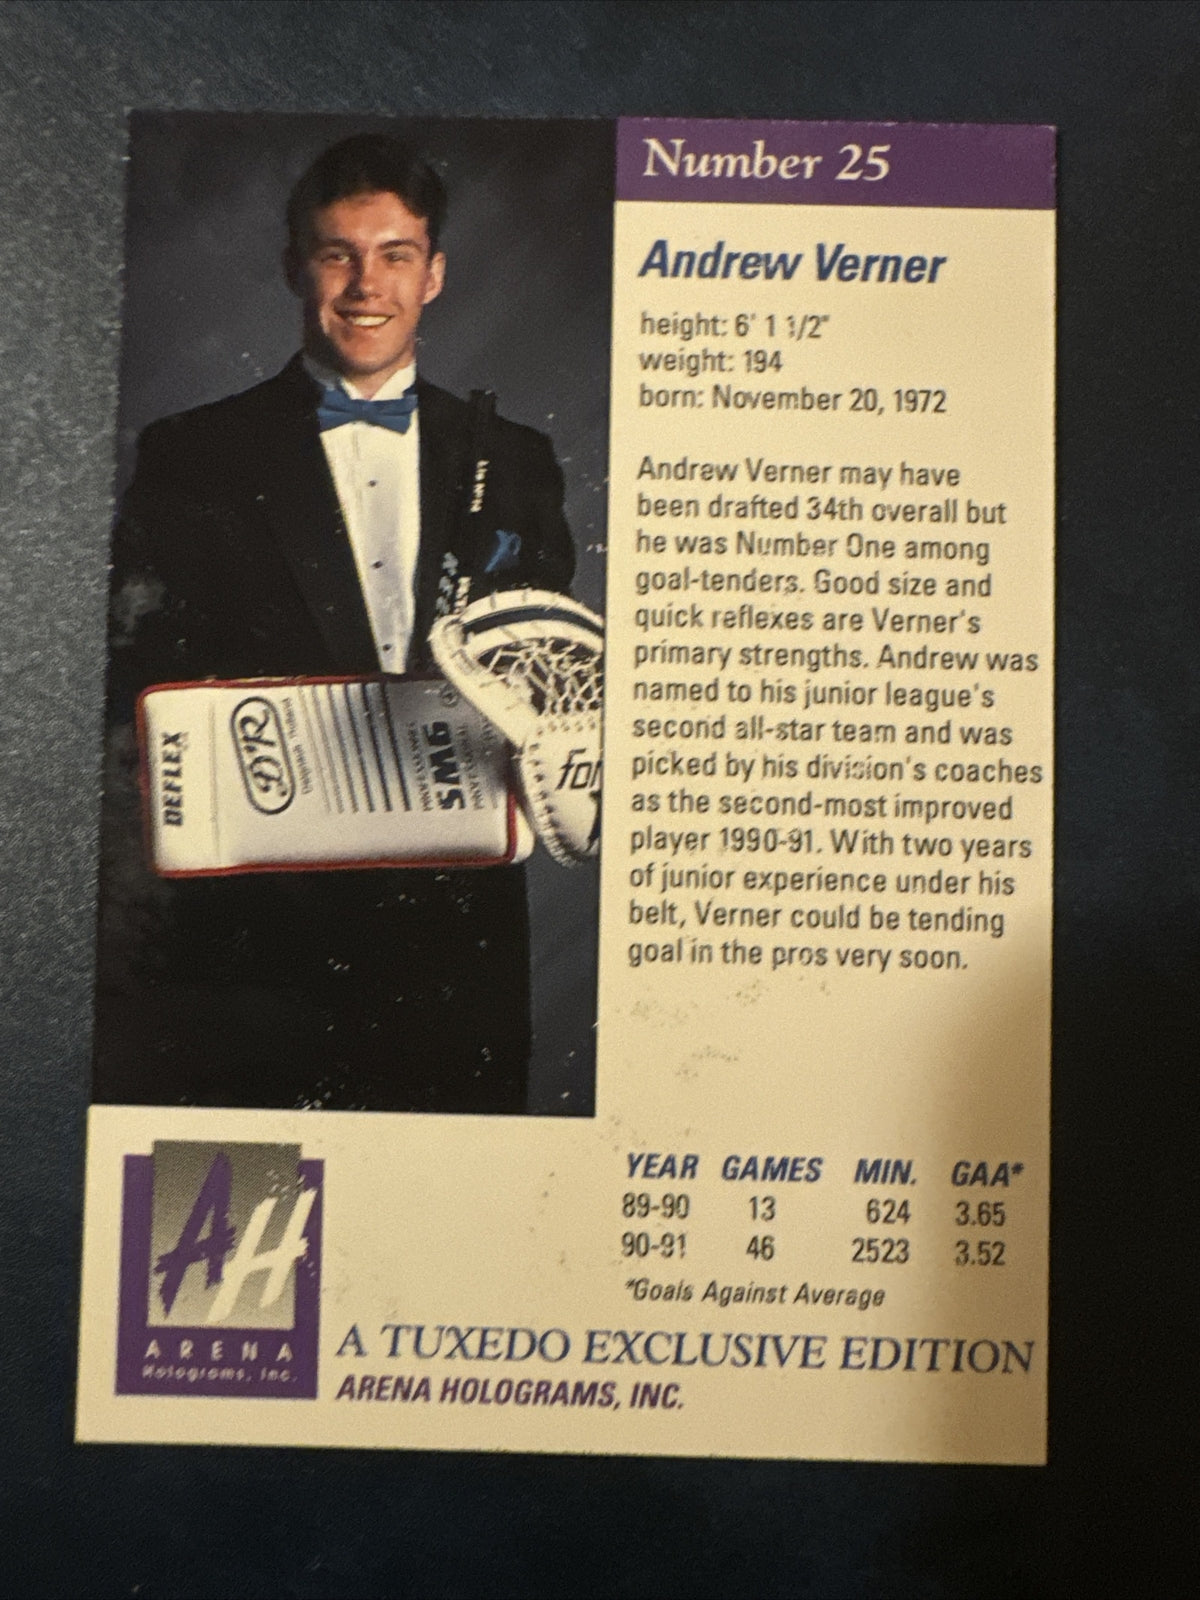 Number 25
Andrew Verner
height: 6' 1 1/2"
weight: 194
born: November 20, 1972
Andrew Verner may have
been drafted 34th overall but
he was Number One among
goal-tenders. Good size and
quick reflexes are Verner's
primary strengths. Andrew was
named to his junior league's
second all-star team and was
picked by his division's coaches
as the second-most improved
player 1990-91. With two years
of junior experience under his
belt, Verner could be tending
goal in the pros very soon.
DEFLEX
D&R
SMG
for
YEAR GAMES MIN. GAA*
89-90 13 624 3.65
90-91 46 2523 3.52
*Goals Against Average
AH
ARENA
Holograms, Inc.
A TUXEDO EXCLUSIVE EDITION
ARENA HOLOGRAMS, INC.